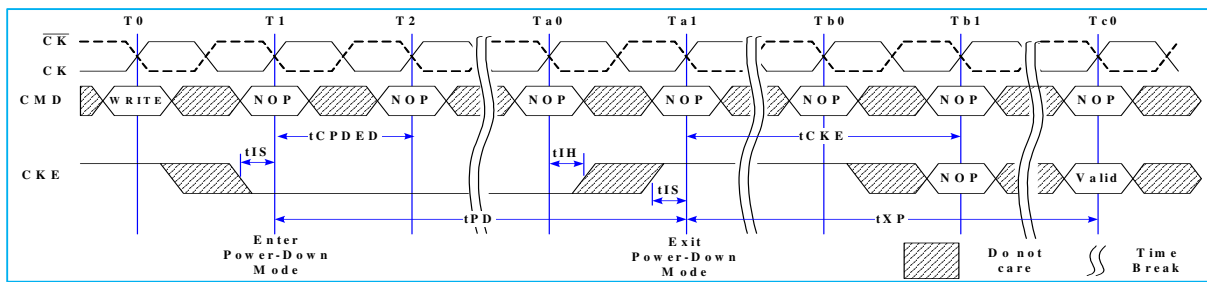 T0 T1 T2 Ta0 Ta1 Tb0 Tb1 Tc0
CK
CK
CMD WRITE NOP NOP NOP NOP NOP NOP NOP
tCPDED tCKE
tIS tIH
CKE NOP Valid
tIS
tPD tXP
Enter
Power-Down
Mode
Exit
Power-Down
Mode
Do not
care
Time
Break